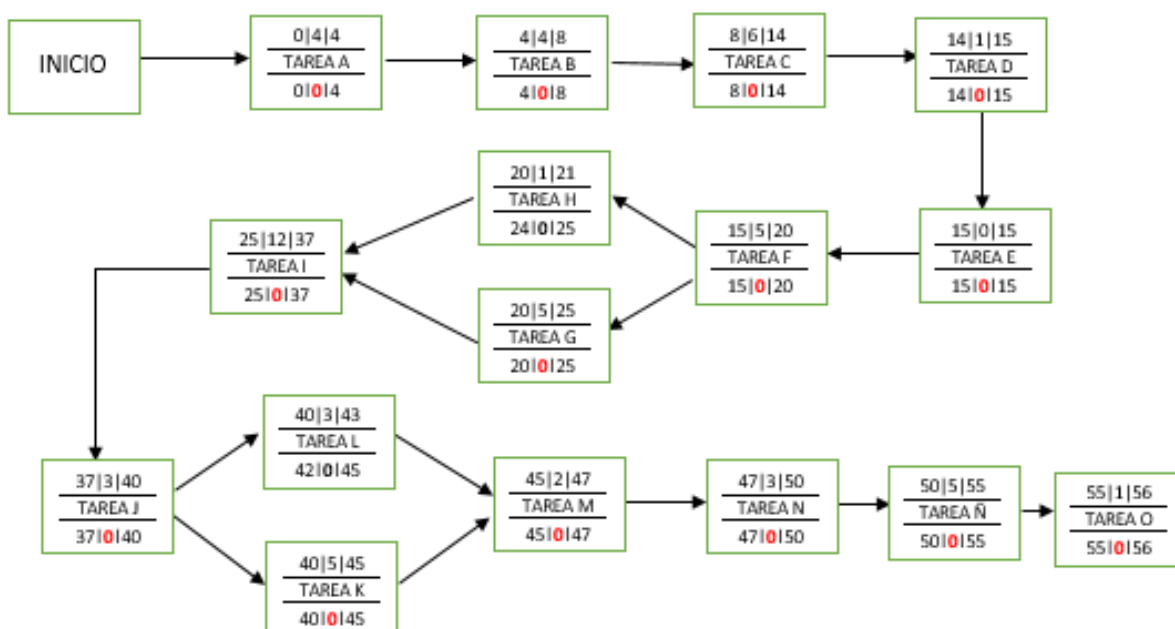 INICIO
0|4|4
TAREA A
0|0|4
4|4|8
TAREA B
4|0|8
8|6|14
TAREA C
8|0|14
14|1|15
TAREA D
14|0|15
15|0|15
TAREA E
15|0|15
15|5|20
TAREA F
15|0|20
20|1|21
TAREA H
24|0|25
20|5|25
TAREA G
20|0|25
25|12|37
TAREA I
25|0|37
37|3|40
TAREA J
37|0|40
40|3|43
TAREA L
42|0|45
40|5|45
TAREA K
40|0|45
45|2|47
TAREA M
45|0|47
47|3|50
TAREA N
47|0|50
50|5|55
TAREA Ñ
50|0|55
55|1|56
TAREA O
55|0|56